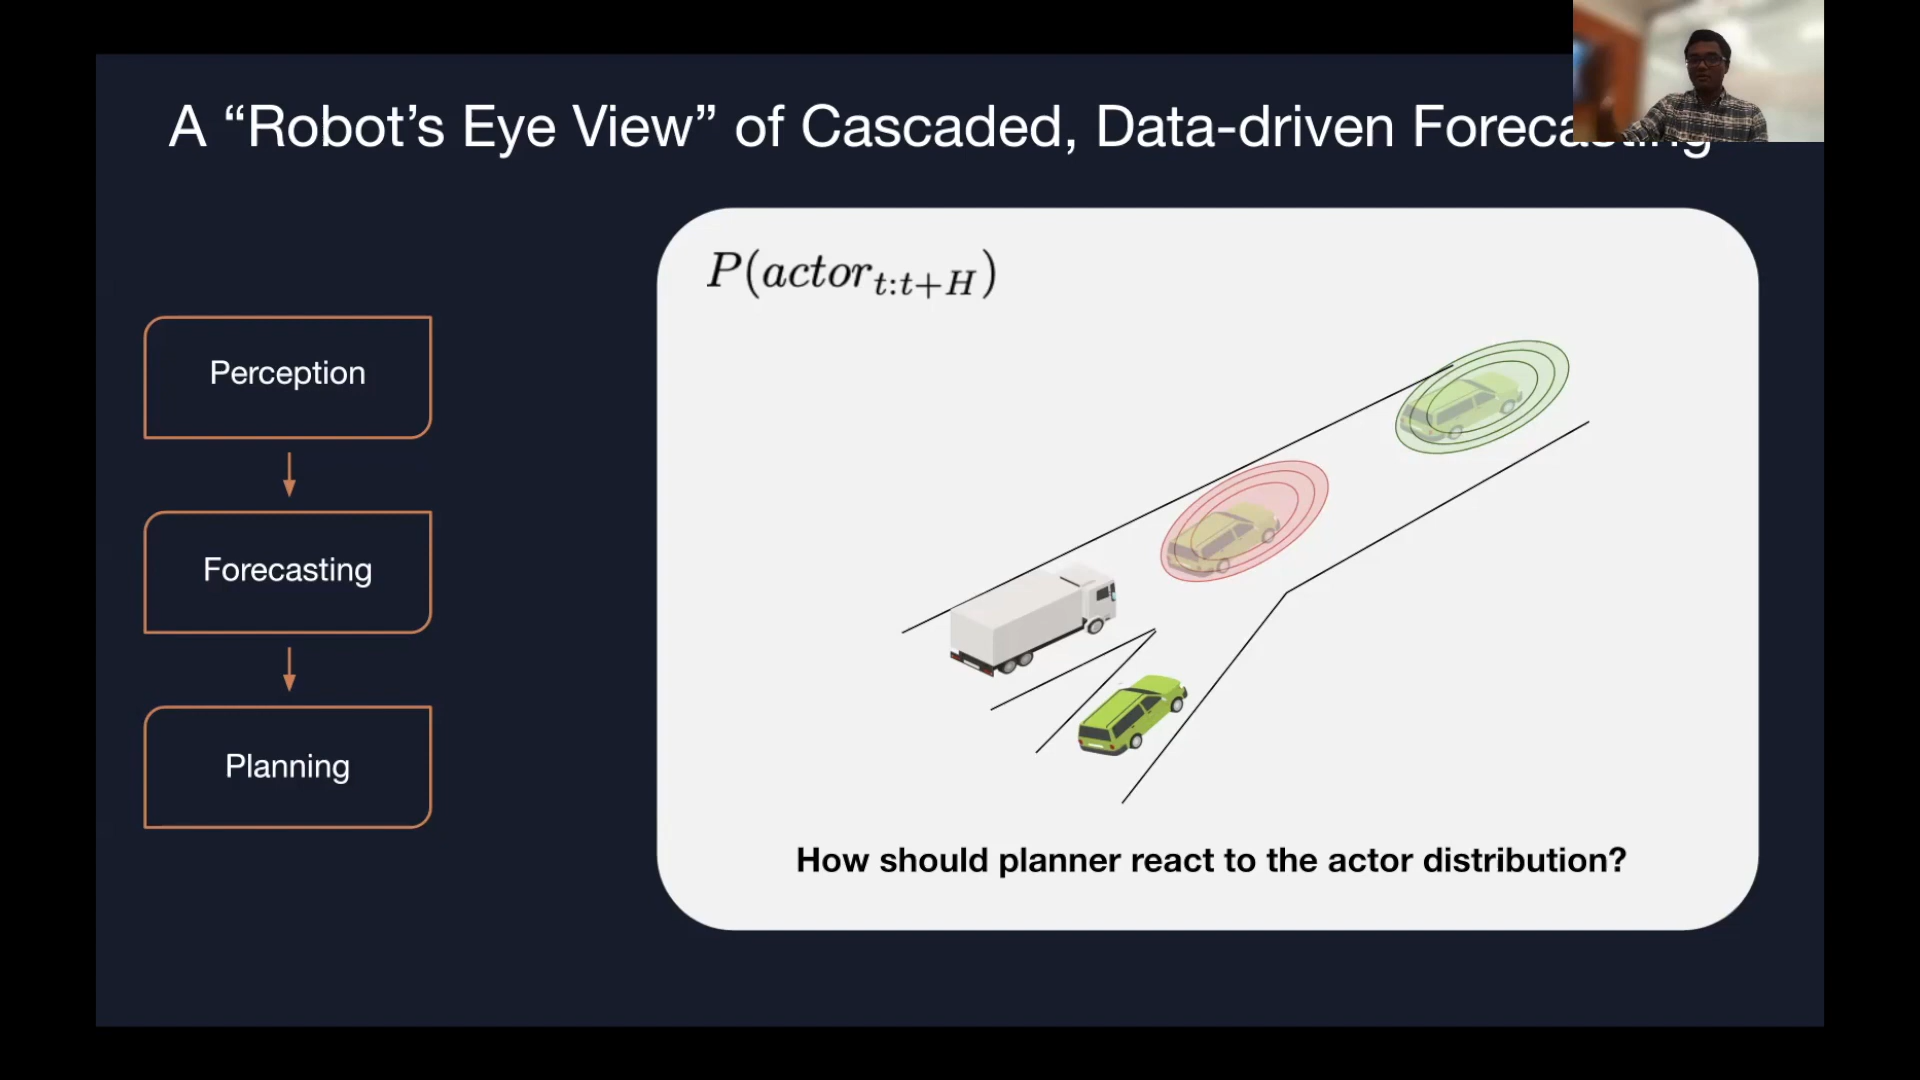 A “Robot’s Eye View” of Cascaded, Data-driven Forecasting
P(actor_{t:t+H})
Perception
Forecasting
Planning
How should planner react to the actor distribution?